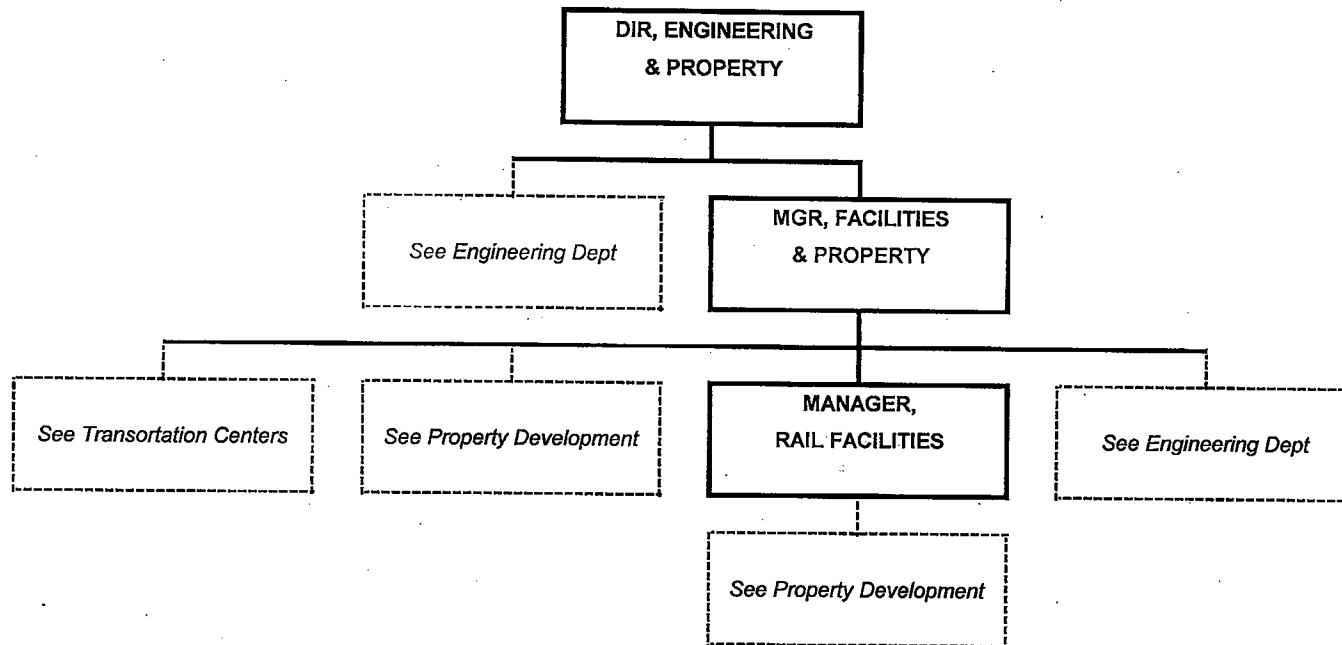 DIR, ENGINEERING
& PROPERTY
See Engineering Dept
MGR, FACILITIES
& PROPERTY
See Transortation Centers
See Property Development
MANAGER,
RAIL FACILITIES
See Engineering Dept
See Property Development